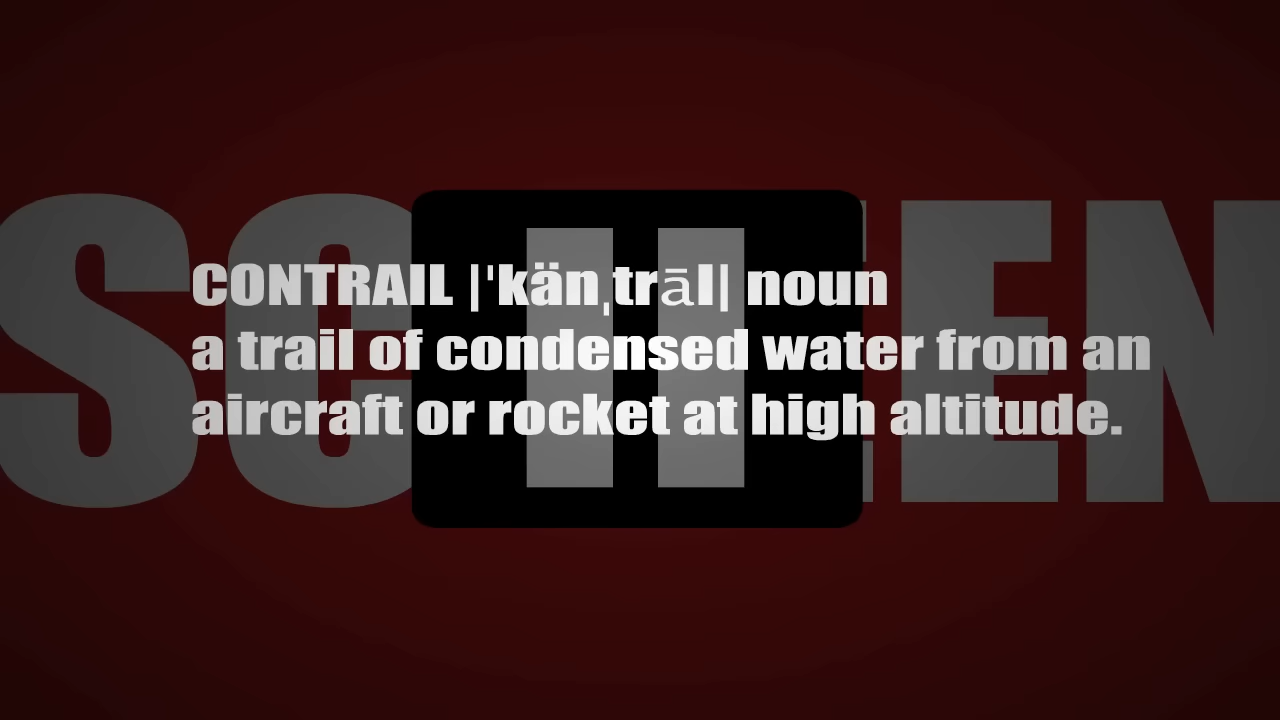 CONTRAIL |ˈkänˌtrāl| noun
a trail of condensed water from an
aircraft or rocket at high altitude.